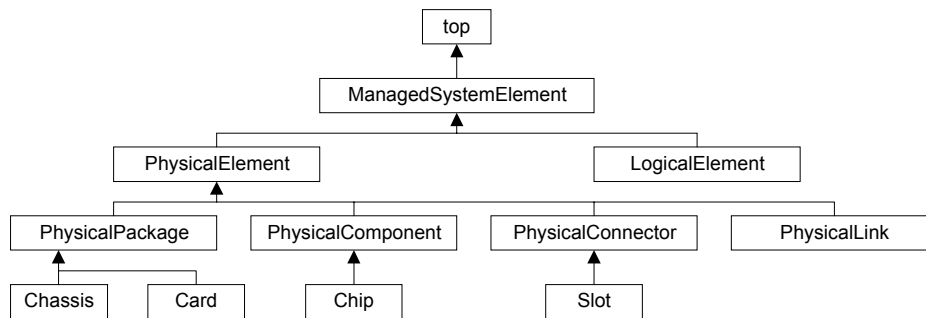 top
ManagedSystemElement
PhysicalElement
LogicalElement
PhysicalPackage
PhysicalComponent
PhysicalConnector
PhysicalLink
Chassis
Card
Chip
Slot